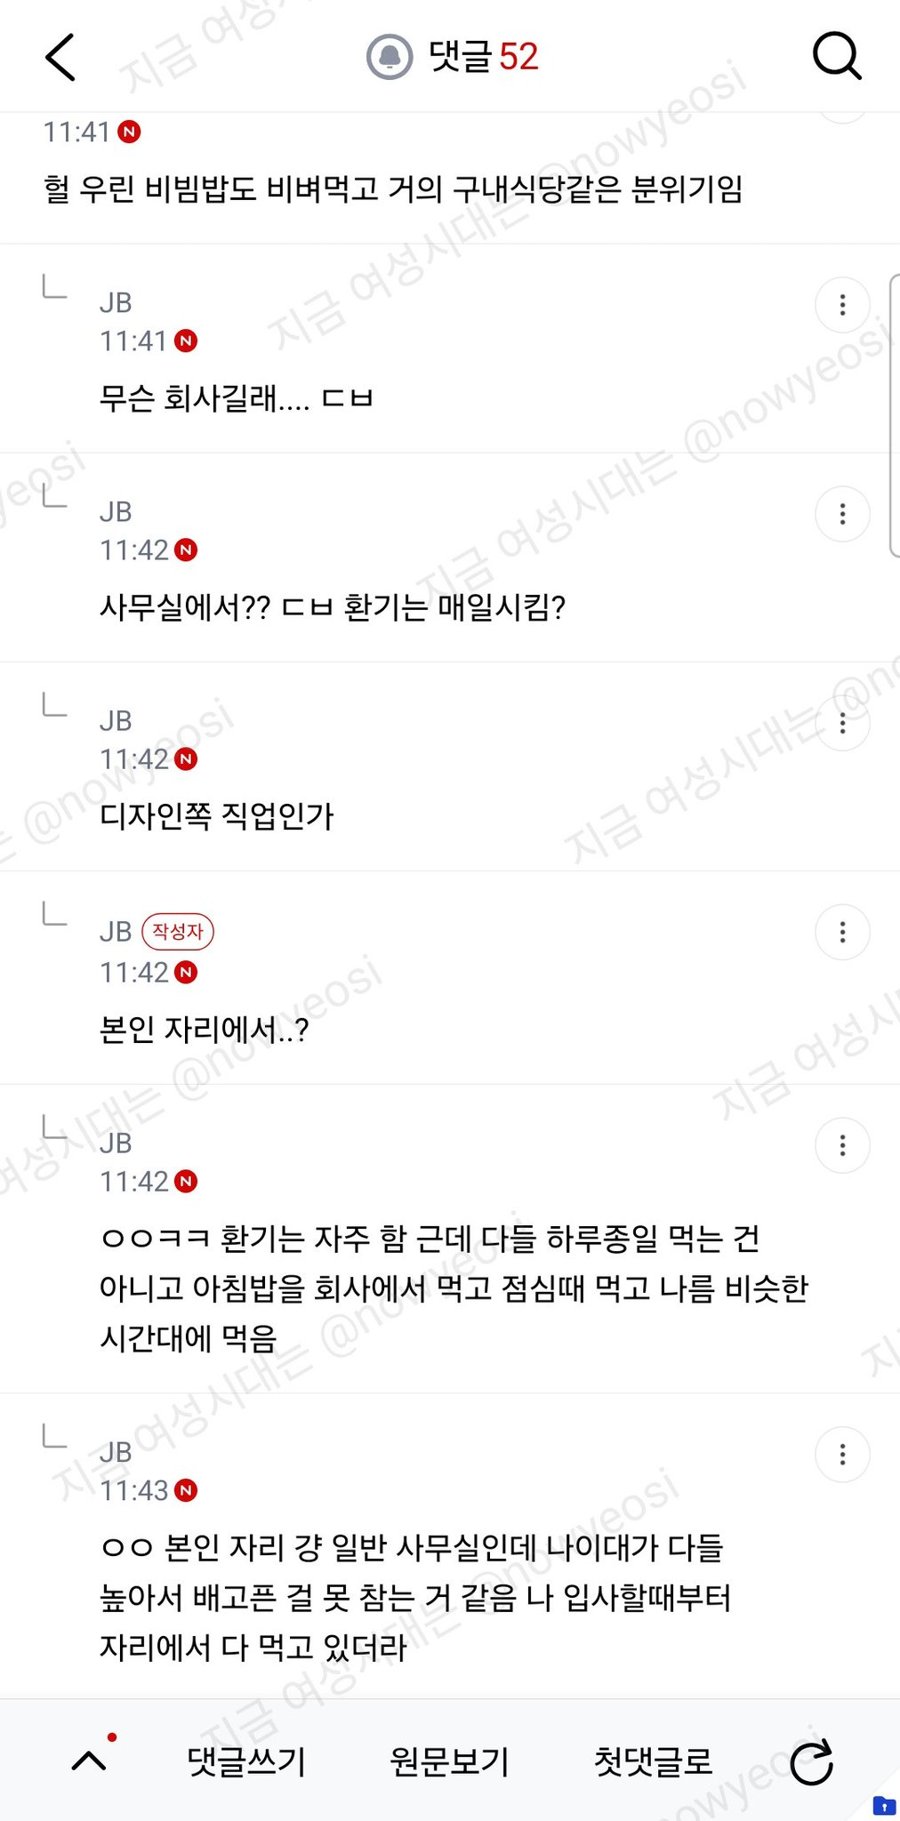 댓글 52
11:41 N
헐 우린 비빔밥도 비벼먹고 거의 구내식당같은 분위기임
JB
11:41 N
무슨 회사길래.... ㄷㅂ
JB
11:42 N
사무실에서?? ㄷㅂ 환기는 매일시킴?
JB
11:42 N
디자인쪽 직업인가
JB 작성자
11:42 N
본인 자리에서..?
JB
11:42 N
ㅇㅇㅋㅋ 환기는 자주 함 근데 다들 하루종일 먹는 건
아니고 아침밥을 회사에서 먹고 점심때 먹고 나름 비슷한
시간대에 먹음
JB
11:43 N
ㅇㅇ 본인 자리 걍 일반 사무실인데 나이대가 다들
높아서 배고픈 걸 못 참는 거 같음 나 입사할때부터
자리에서 다 먹고 있더라
댓글쓰기 원문보기 첫댓글로
지금 여성시대는 @nowyeosi